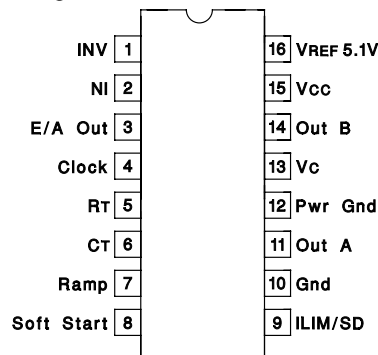 INV 1 16 VREF 5.1V
NI 2 15 VCC
E/A Out 3 14 Out B
Clock 4 13 VC
RT 5 12 Pwr Gnd
CT 6 11 Out A
Ramp 7 10 Gnd
Soft Start 8 9 ILIM/SD